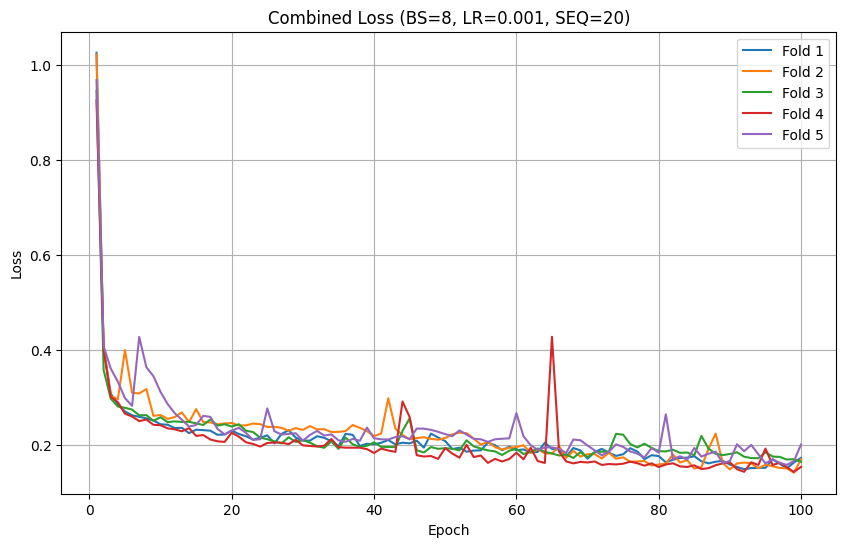 Combined Loss (BS=8, LR=0.001, SEQ=20)
Fold 1
Fold 2
Fold 3
Fold 4
Fold 5
Loss
1.0
0.8
0.6
0.4
0.2
0 20 40 60 80 100
Epoch